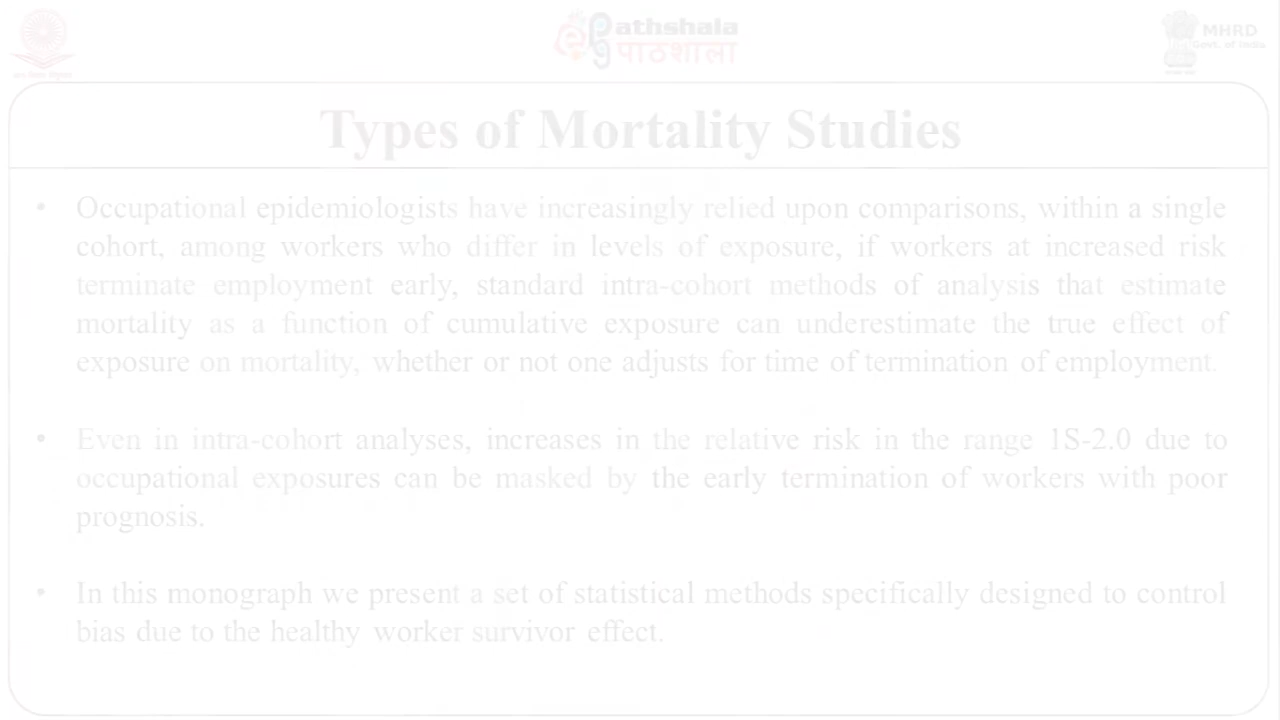 ePGathshala
पाठशाला
MHRD
Govt. of India
Types of Mortality Studies
• Occupational epidemiologists have increasingly relied upon comparisons, within a single
cohort, among workers who differ in levels of exposure, if workers at increased risk
terminate employment early, standard intra-cohort methods of analysis that estimate
mortality as a function of cumulative exposure can underestimate the true effect of
exposure on mortality, whether or not one adjusts for time of termination of employment.
• Even in intra-cohort analyses, increases in the relative risk in the range 1S-2.0 due to
occupational exposures can be masked by the early termination of workers with poor
prognosis.
• In this monograph we present a set of statistical methods specifically designed to control
bias due to the healthy worker survivor effect.